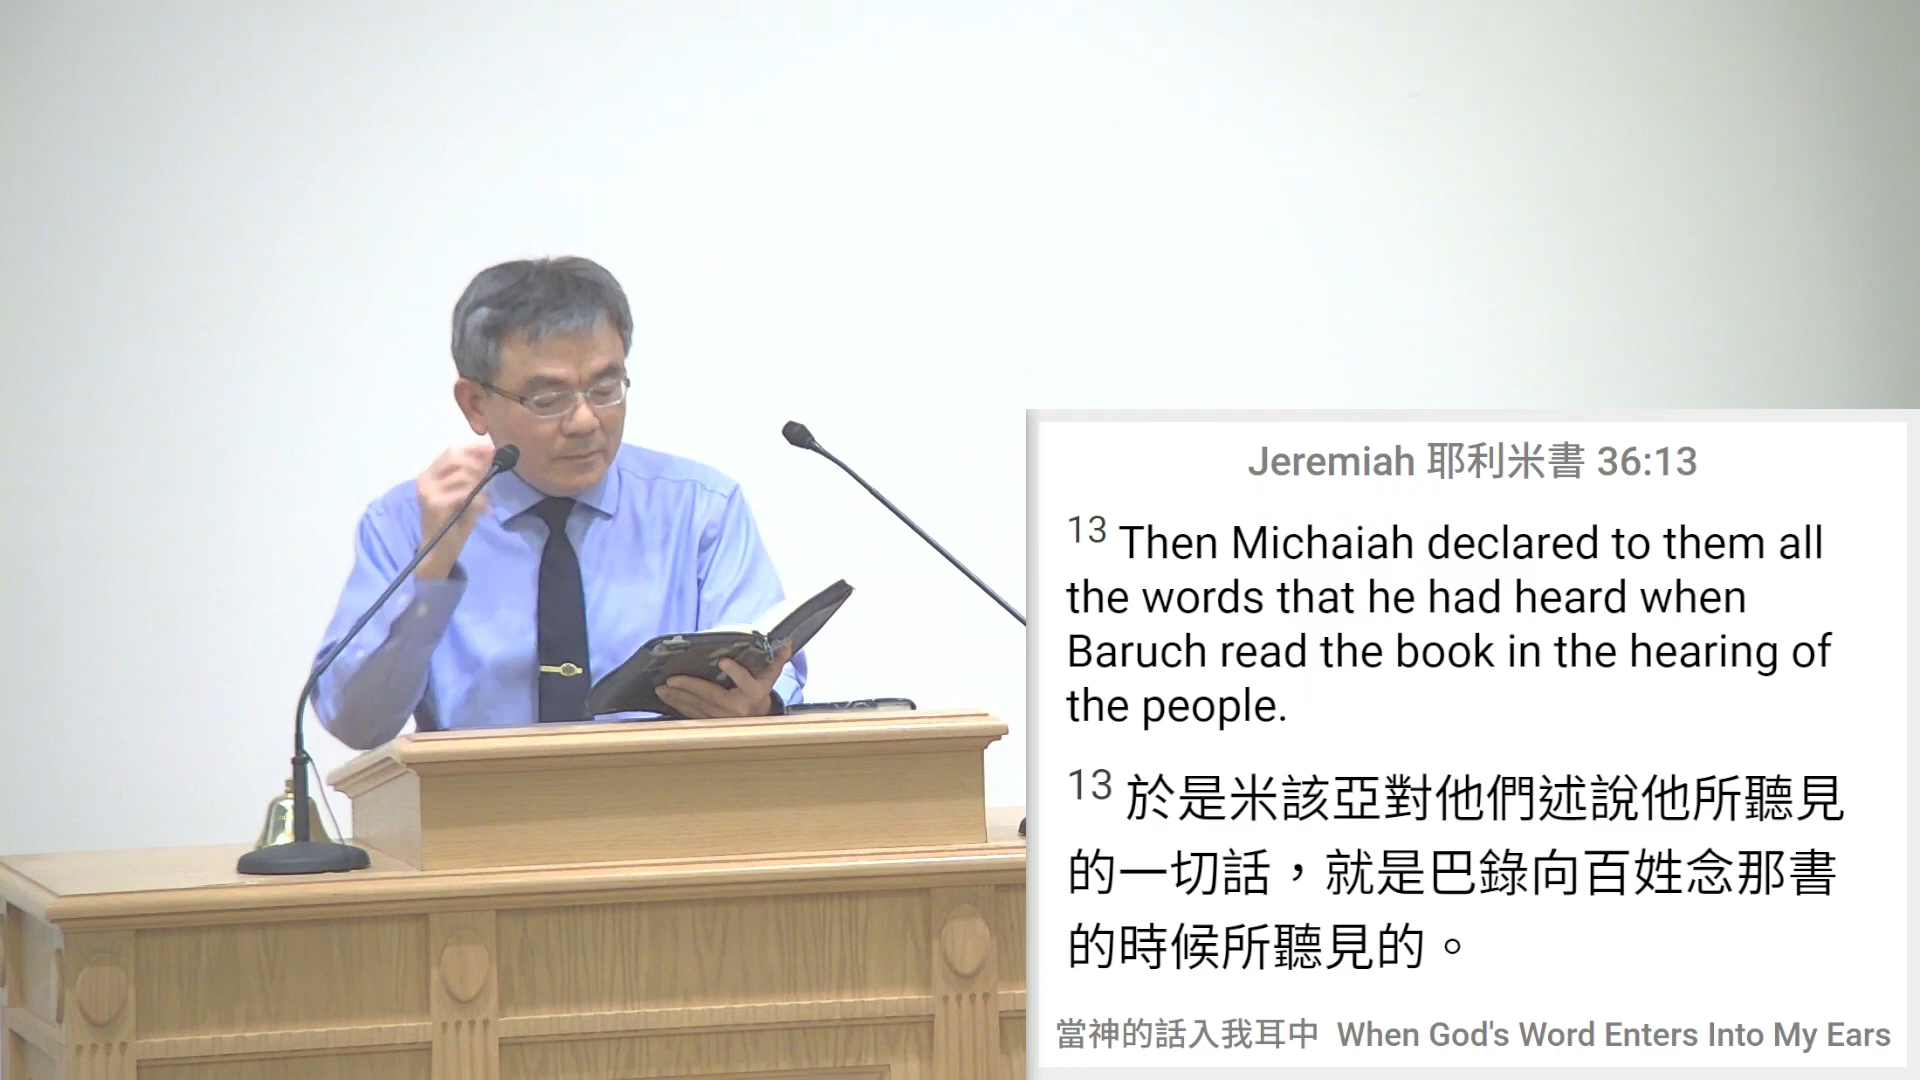 Jeremiah 耶利米書 36:13
13 Then Michaiah declared to them all
the words that he had heard when
Baruch read the book in the hearing of
the people.
13 於是米該亞對他們述說他所聽見
的一切話，就是巴錄向百姓念那書
的時候所聽見的。
當神的話入我耳中 When God's Word Enters Into My Ears